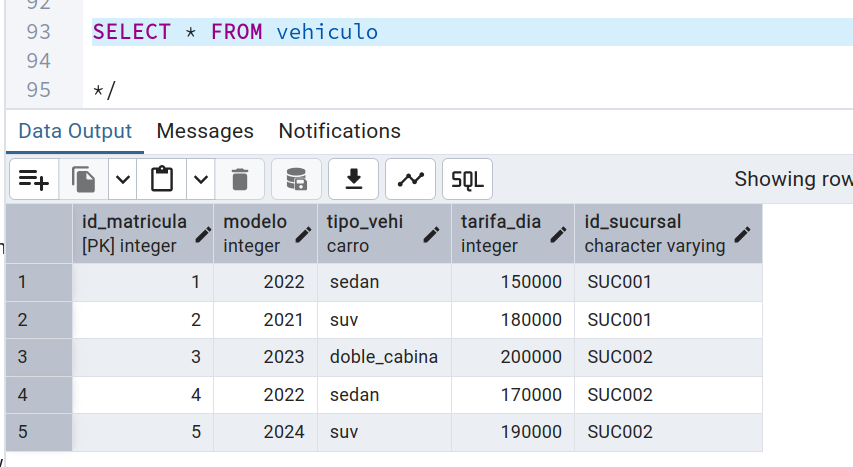 92
93 SELECT * FROM vehiculo
94
95 */
Data Output Messages Notifications
SQL Showing row
id_matricula modelo tipo_vehi tarifa_dia id_sucursal
[PK] integer integer carro integer character varying
1 1 2022 sedan 150000 SUC001
2 2 2021 suv 180000 SUC001
3 3 2023 doble_cabina 200000 SUC002
4 4 2022 sedan 170000 SUC002
5 5 2024 suv 190000 SUC002